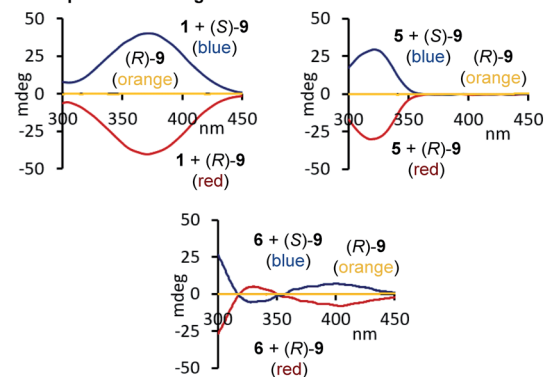 50
25
0
-25
-50
mdeg
300
350
400
450
nm
1 + (S)-9
(blue)
(R)-9
(orange)
1 + (R)-9
(red)
50
25
0
-25
-50
mdeg
300
350
400
450
nm
5 + (S)-9
(blue)
(R)-9
(orange)
5 + (R)-9
(red)
50
25
0
-25
-50
mdeg
300
350
400
450
nm
6 + (S)-9
(blue)
(R)-9
(orange)
6 + (R)-9
(red)